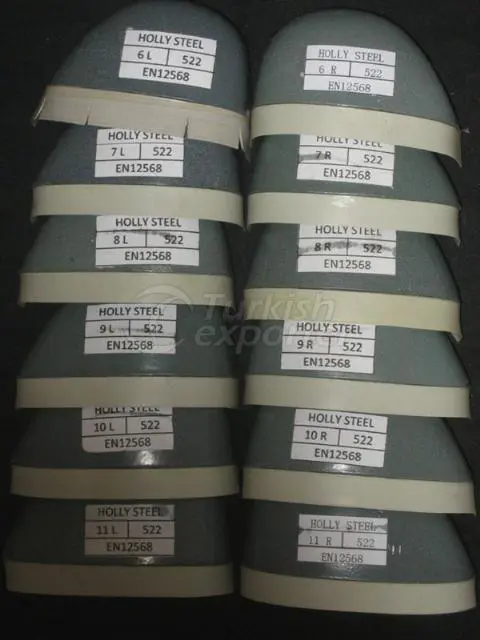 HOLLY STEEL
6 L 522
EN12568
HOLLY STEEL
6 R 522
EN12568
HOLLY STEEL
7 L 522
EN12568
HOLLY STEEL
7 R 522
EN12568
HOLLY STEEL
8 L 522
EN12568
HOLLY STEEL
8 R 522
EN12568
HOLLY STEEL
9 L 522
EN12568
HOLLY STEEL
9 R 522
EN12568
HOLLY STEEL
10 L 522
EN12568
HOLLY STEEL
10 R 522
EN12568
HOLLY STEEL
11 L 522
EN12568
HOLLY STEEL
11 R 522
EN12568
Turkish